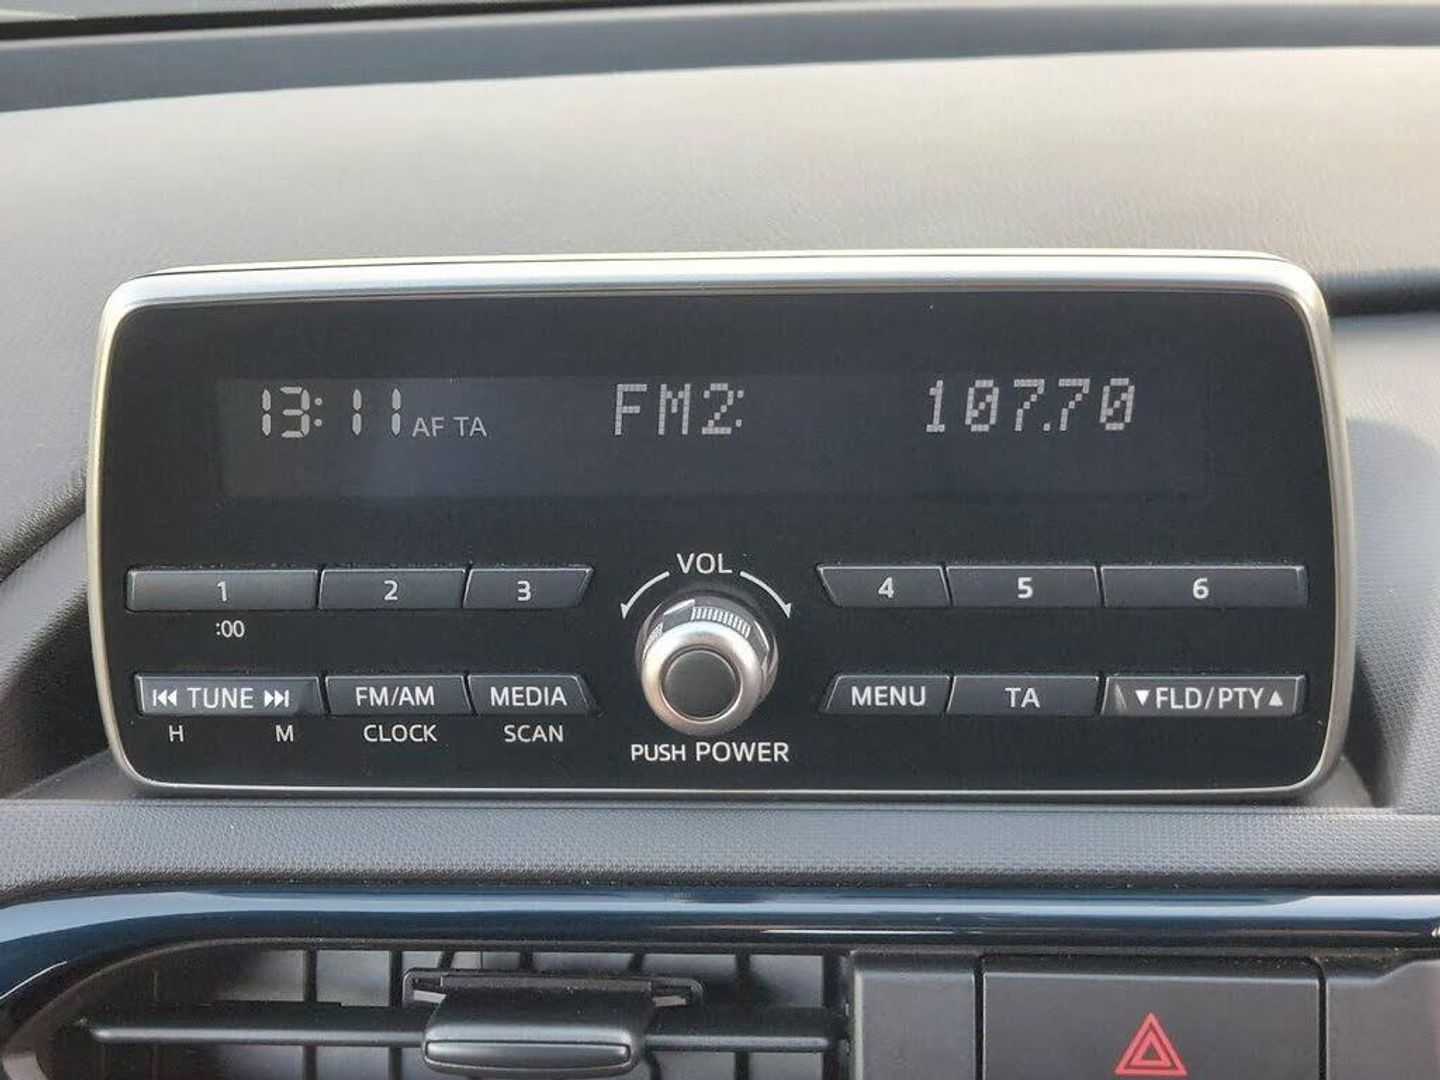 13:11 AF TA FM2: 107.70
VOL
1 2 3 4 5 6
:00
⏮ TUNE ⏭ FM/AM MEDIA MENU TA ▼FLD/PTY▲
H M CLOCK SCAN
PUSH POWER